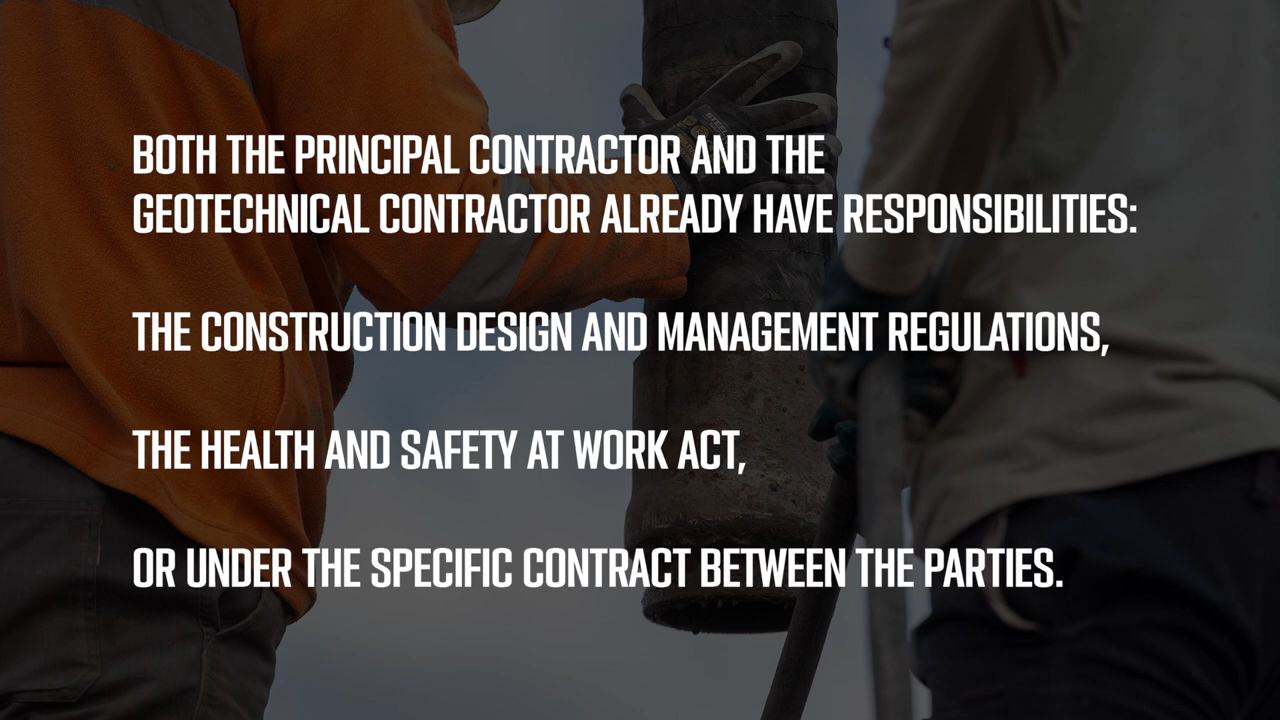 BOTH THE PRINCIPAL CONTRACTOR AND THE
GEOTECHNICAL CONTRACTOR ALREADY HAVE RESPONSIBILITIES:
THE CONSTRUCTION DESIGN AND MANAGEMENT REGULATIONS,
THE HEALTH AND SAFETY AT WORK ACT,
OR UNDER THE SPECIFIC CONTRACT BETWEEN THE PARTIES.